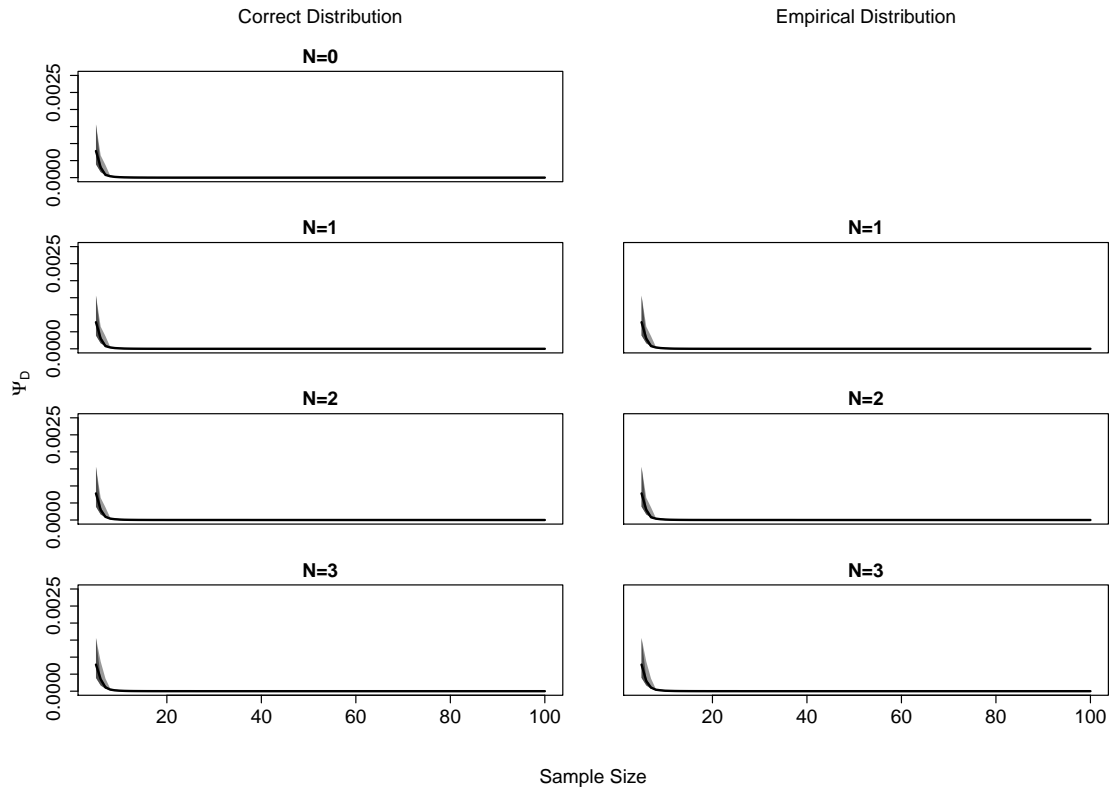 Correct Distribution
Empirical Distribution
N=0
0.0025
0.0000
N=1
N=1
0.0025
0.0000
Ψ_D
N=2
N=2
0.0025
0.0000
N=3
N=3
0.0025
0.0000
20 40 60 80 100
20 40 60 80 100
Sample Size